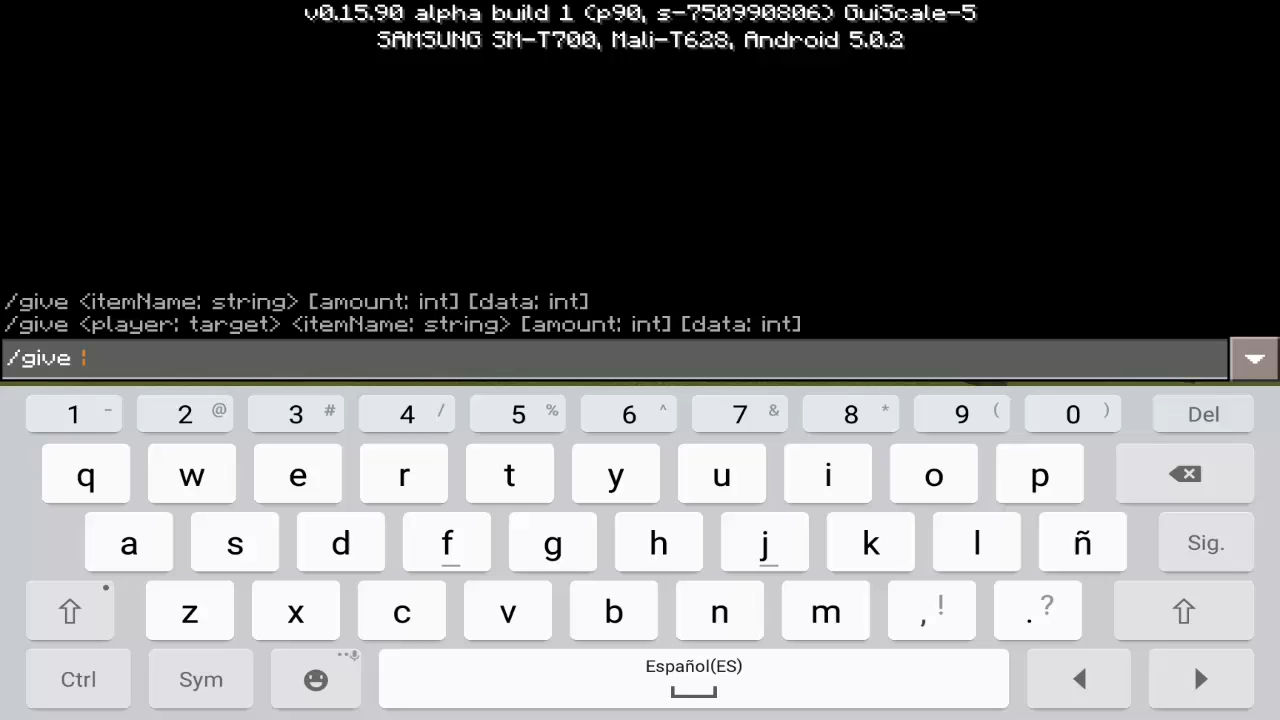 v0.15.90 alpha build 1 (p90, s-750990806) GuiScale-5
SAMSUNG SM-T700, Mali-T628, Android 5.0.2
/give <itemName: string> [amount: int] [data: int]
/give <player: target> <itemName: string> [amount: int] [data: int]
/give
1 - 2 @ 3 # 4 / 5 % 6 ^ 7 & 8 * 9 ( 0 ) Del
q w e r t y u i o p
a s d f g h j k l ñ Sig.
z x c v b n m , ! . ?
Ctrl Sym Español(ES)